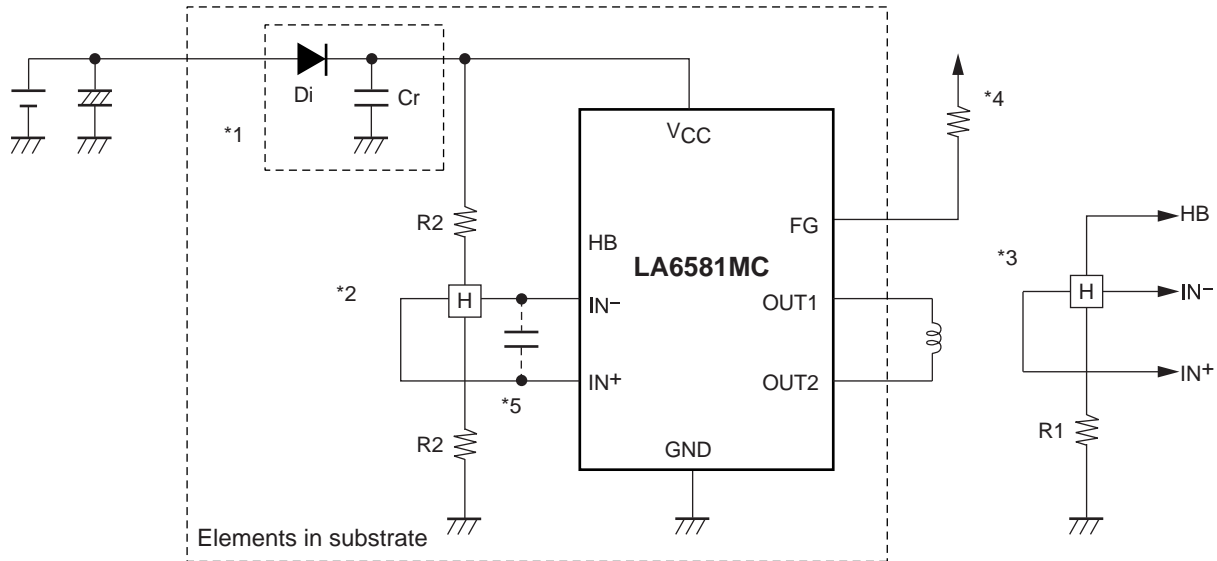 *1
Di
Cr
VCC
*4
R2
HB
FG
LA6581MC
HB
*3
*2
H
IN−
OUT1
H
IN−
IN+
OUT2
IN+
*5
R2
R1
GND
Elements in substrate